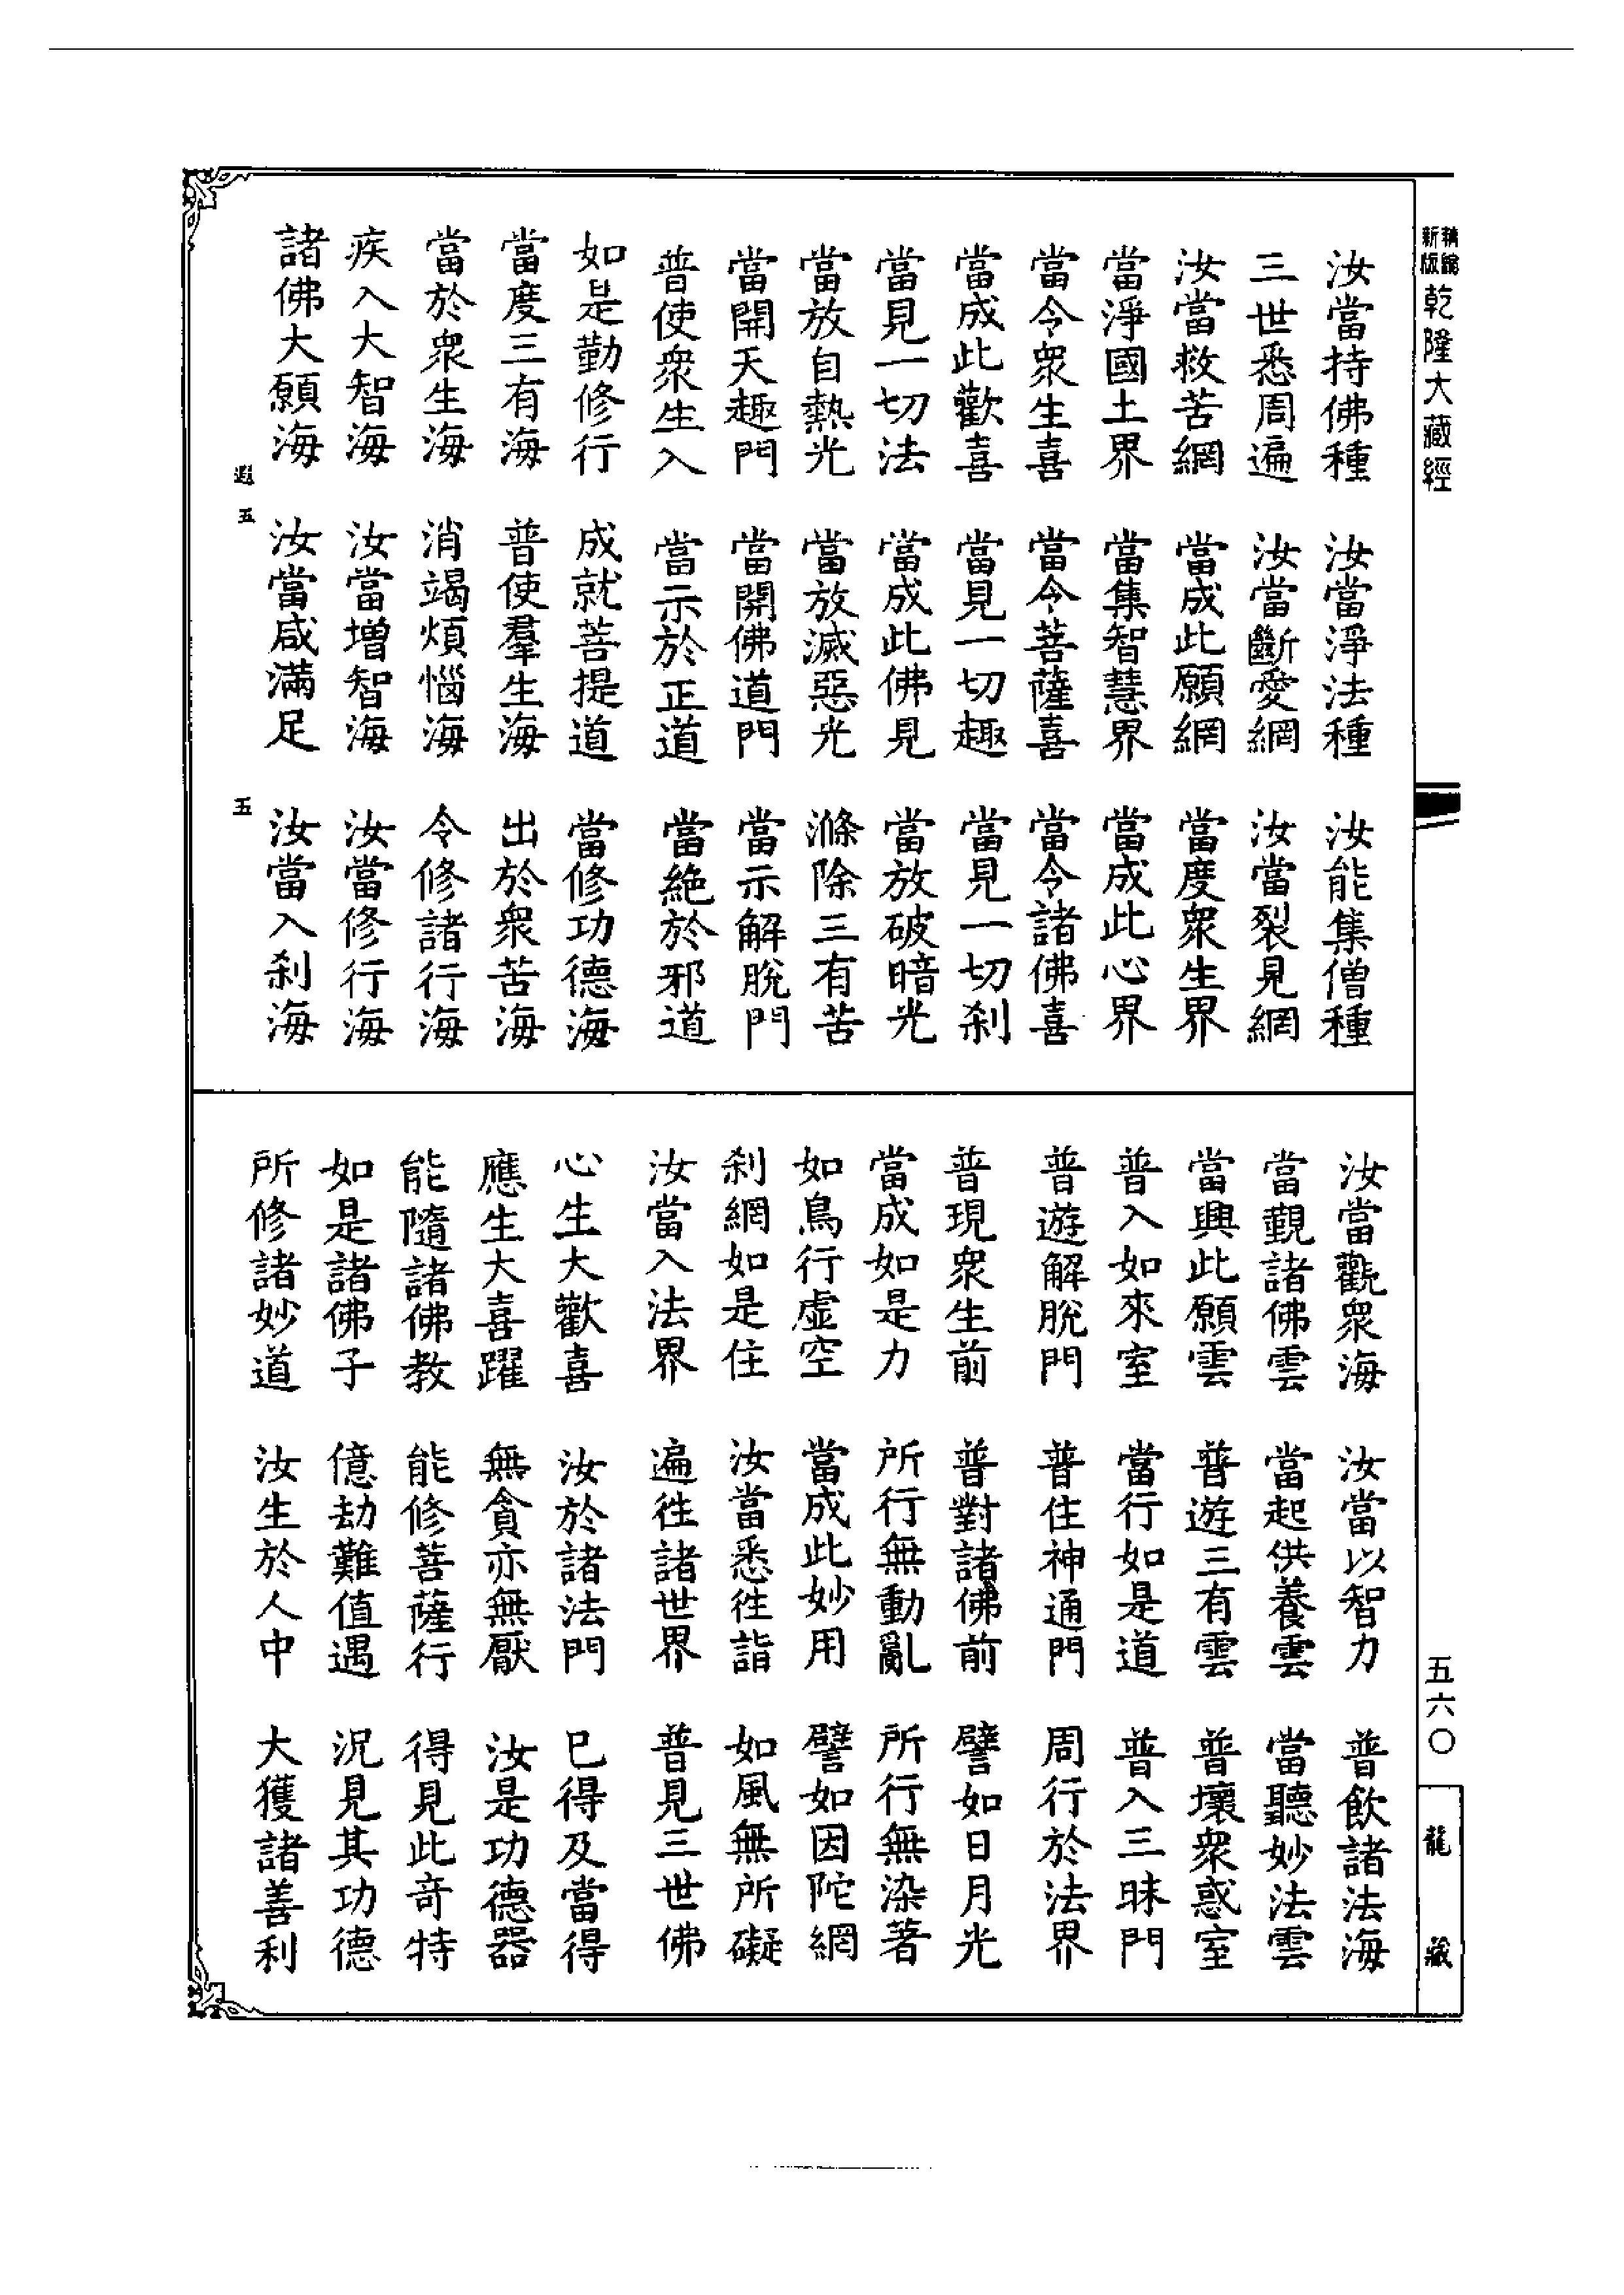 新版精編乾隆大藏經
汝當持佛種　汝當淨法種　汝能集僧種
三世悉周遍　汝當斷愛網　汝當裂見網
汝當救苦網　當成此願網　當度衆生界
當淨國土界　當集智慧界　當成此心界
當令衆生喜　當令菩薩喜　當令諸佛喜
當成此歡喜　當見一切趣　當見一切剎
當見一切法　當成此佛見　當放破暗光
當放自熱光　當放滅惡光　滌除三有苦
當開天趣門　當開佛道門　當示解脫門
普使衆生入　當示於正道　當絶於邪道
如是勤修行　成就菩提道　當修功德海
當度三有海　普使羣生海　出於衆苦海
當於衆生海　消竭煩惱海　令修諸行海
疾入大智海　汝當增智海　汝當修行海
諸佛大願海　汝當咸滿足　汝當入剎海
遐五　五
汝當觀衆海　汝當以智力　普飲諸法海
當覲諸佛雲　當起供養雲　當聽妙法雲
當興此願雲　普遊三有雲　普壞衆惑室
普入如來室　當行如是道　普入三昧門
普遊解脫門　普住神通門　周行於法界
普現衆生前　普對諸佛前　譬如日月光
當成如是力　所行無動亂　所行無染著
如鳥行虛空　當成此妙用　譬如因陀網
剎網如是住　汝當悉徃詣　如風無所礙
汝當入法界　遍徃諸世界　普見三世佛
心生大歡喜　汝於諸法門　已得及當得
應生大喜躍　無貪亦無厭　汝是功德器
能隨諸佛教　能修菩薩行　得見此奇特
如是諸佛子　億劫難值遇　況見其功德
所修諸妙道　汝生於人中　大獲諸善利
五六〇
龍藏